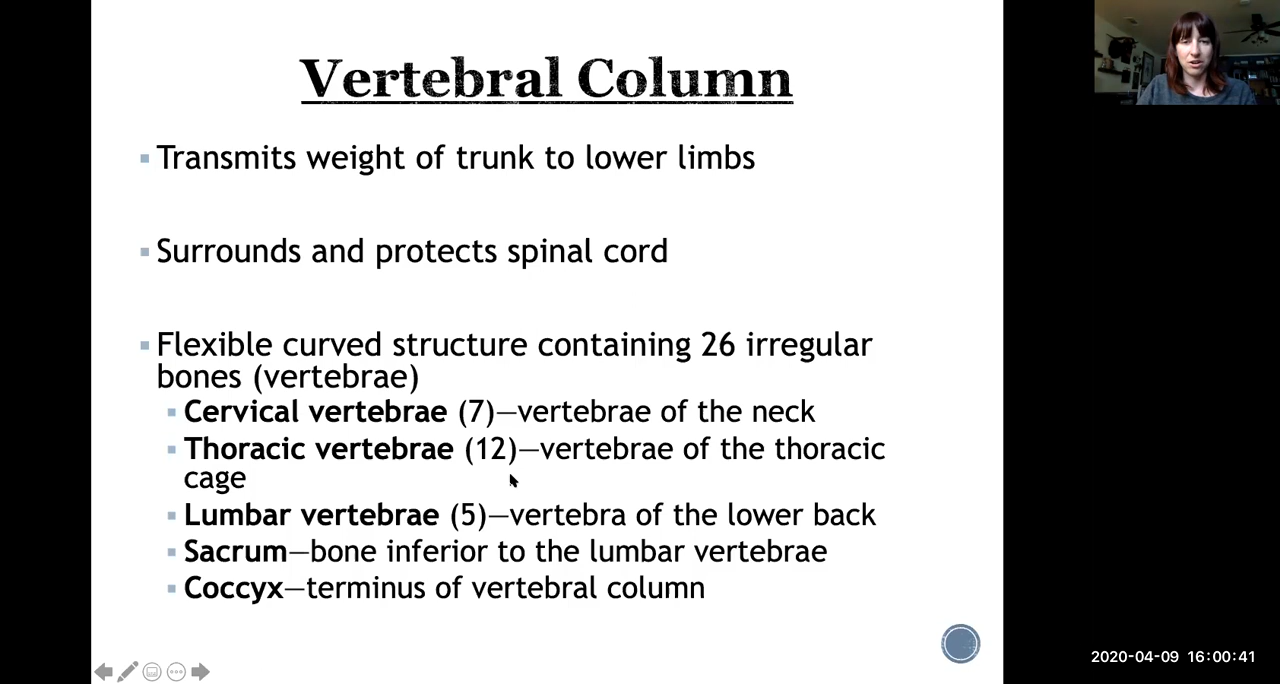 Vertebral Column
Transmits weight of trunk to lower limbs
Surrounds and protects spinal cord
Flexible curved structure containing 26 irregular
bones (vertebrae)
Cervical vertebrae (7)—vertebrae of the neck
Thoracic vertebrae (12)—vertebrae of the thoracic
cage
Lumbar vertebrae (5)—vertebra of the lower back
Sacrum—bone inferior to the lumbar vertebrae
Coccyx—terminus of vertebral column
2020-04-09 16:00:41